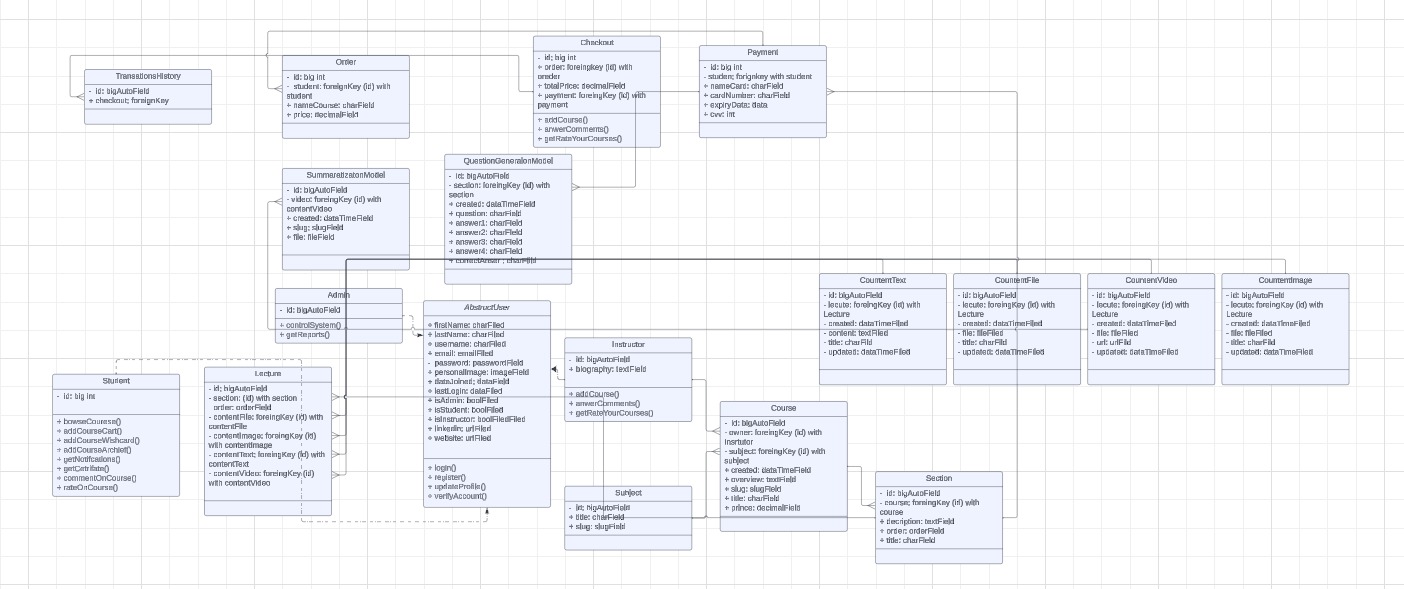 TransationsHistory
- id: bigAutoField
+ checkout; foreignKey
Order
- id: big int
- student: foreignKey (id) with
student
+ nameCourse: charField
+ price: decimalField
Checkout
- id; big int
+ order: foreingkey (id) with
oreder
+ totalPrice: decimalField
+ payment: foreingKey (id) with
payment
+ addCourse()
+ anwerComments()
+ getRateYourCourses()
Payment
- id: big int
- studen; forignkey with student
+ nameCard: charField
+ cardNumber: charField
+ expiryData: data
+ cvv: int
SummaratizatonModel
- id: bigAutoField
- video: foreingKey (id) with
contentVideo
+ created: dataTimeField
+ slug: slugField
+ file: fileField
QuestionGeneraionModel
- id: bigAutoField
- section: foreingKey (id) with
section
+ created: dataTimeField
+ question: charField
+ answer1: charField
+ answer2: charField
+ answer3: charField
+ answer4: charField
+ correctAnser ; charField
Admin
- id: bigAutoField
+ controlSystem()
+ getReports()
AbstructUser
+ firstName: charFiled
+ lastName: charFiled
+ username: charFiled
+ email: emailFiled
- password: passwordField
+ personalImage: imageField
+ dataJoined; dataField
+ lastLogin: dataFiled
+ isAdmin: boolFiled
+ isStudent: boolFiled
+ isInstructor: boolFiledFiled
+ linkedin: urlFiled
+ website: urlFiled
+ login()
+ register()
+ updateProfile()
+ verifyAccount()
Instructor
- id: bigAutoField
+ biography: textField
+ addCourse()
+ anwerComments()
+ getRateYourCourses()
CountentText
- id: bigAutoField
- lecute: foreingKey (id) with
Lecture
- created: dataTimeFiled
- content: textFiled
- title: charFild
- updated: dataTimeFiled
CountentFile
- id: bigAutoField
- lecute: foreingKey (id) with
Lecture
- created: dataTimeFiled
- file: fileFiled
- title: charFild
- updated: dataTimeFiled
CountentVideo
- id: bigAutoField
- lecute: foreingKey (id) with
Lecture
- created: dataTimeFiled
- file: fileFiled
- url: urlFild
- updated: dataTimeFiled
CountenImage
- id: bigAutoField
- lecute: foreingKey (id) with
Lecture
- created: dataTimeFiled
- file: fileFiled
- title: charFild
- updated: dataTimeFiled
Student
- id: big int
+ bowseCourese()
+ addCourseCart()
+ addCourseWishcard()
+ addCourseArchiet()
+ getNotifcations()
+ getCetrifate()
+ commentOnCourse()
+ rateOnCourse()
Lecture
- id; bigAutoField
- section: (id) with section
order: orderField
- contentFile: foreingKey (id) with
contentFile
- contentImage: foreingKey (id)
with contentImage
- contentText; foreingKey (id) with
contentText
- contentVideo: foreingKey (id)
with contentVideo
Course
- id: bigAutoField
- owner: foreingKey (id) with
insrtutor
- subject: foreingKey (id) with
subject
+ created: dataTimeField
+ overview: textField
+ slug: slugField
+ title: charField
+ prince: decimalField
Subject
- id: bigAutoField
+ title: charField
+ slug: slugField
Section
- id: bigAutoField
- course; foreingKey (id) with
course
+ decription: textField
+ order: orderField
+ title: charField